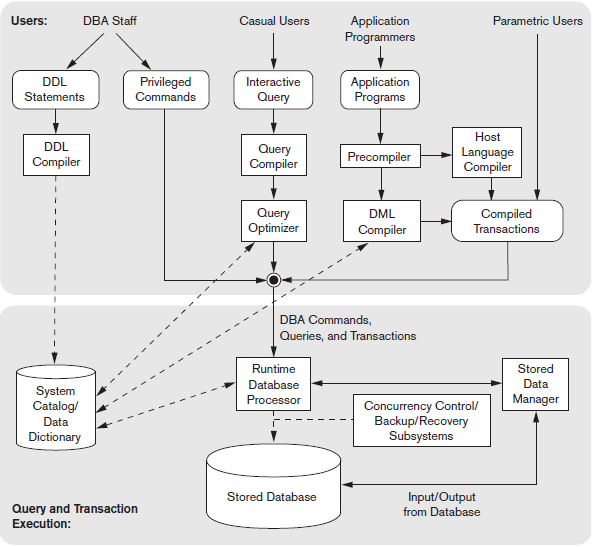 Users:
DBA Staff
Casual Users
Application
Programmers
Parametric Users
DDL
Statements
Privileged
Commands
Interactive
Query
Application
Programs
DDL
Compiler
Query
Compiler
Precompiler
Host
Language
Compiler
Query
Optimizer
DML
Compiler
Compiled
Transactions
DBA Commands,
Queries, and Transactions
System
Catalog/
Data
Dictionary
Runtime
Database
Processor
Stored
Data
Manager
Concurrency Control/
Backup/Recovery
Subsystems
Stored Database
Input/Output
from Database
Query and Transaction
Execution: